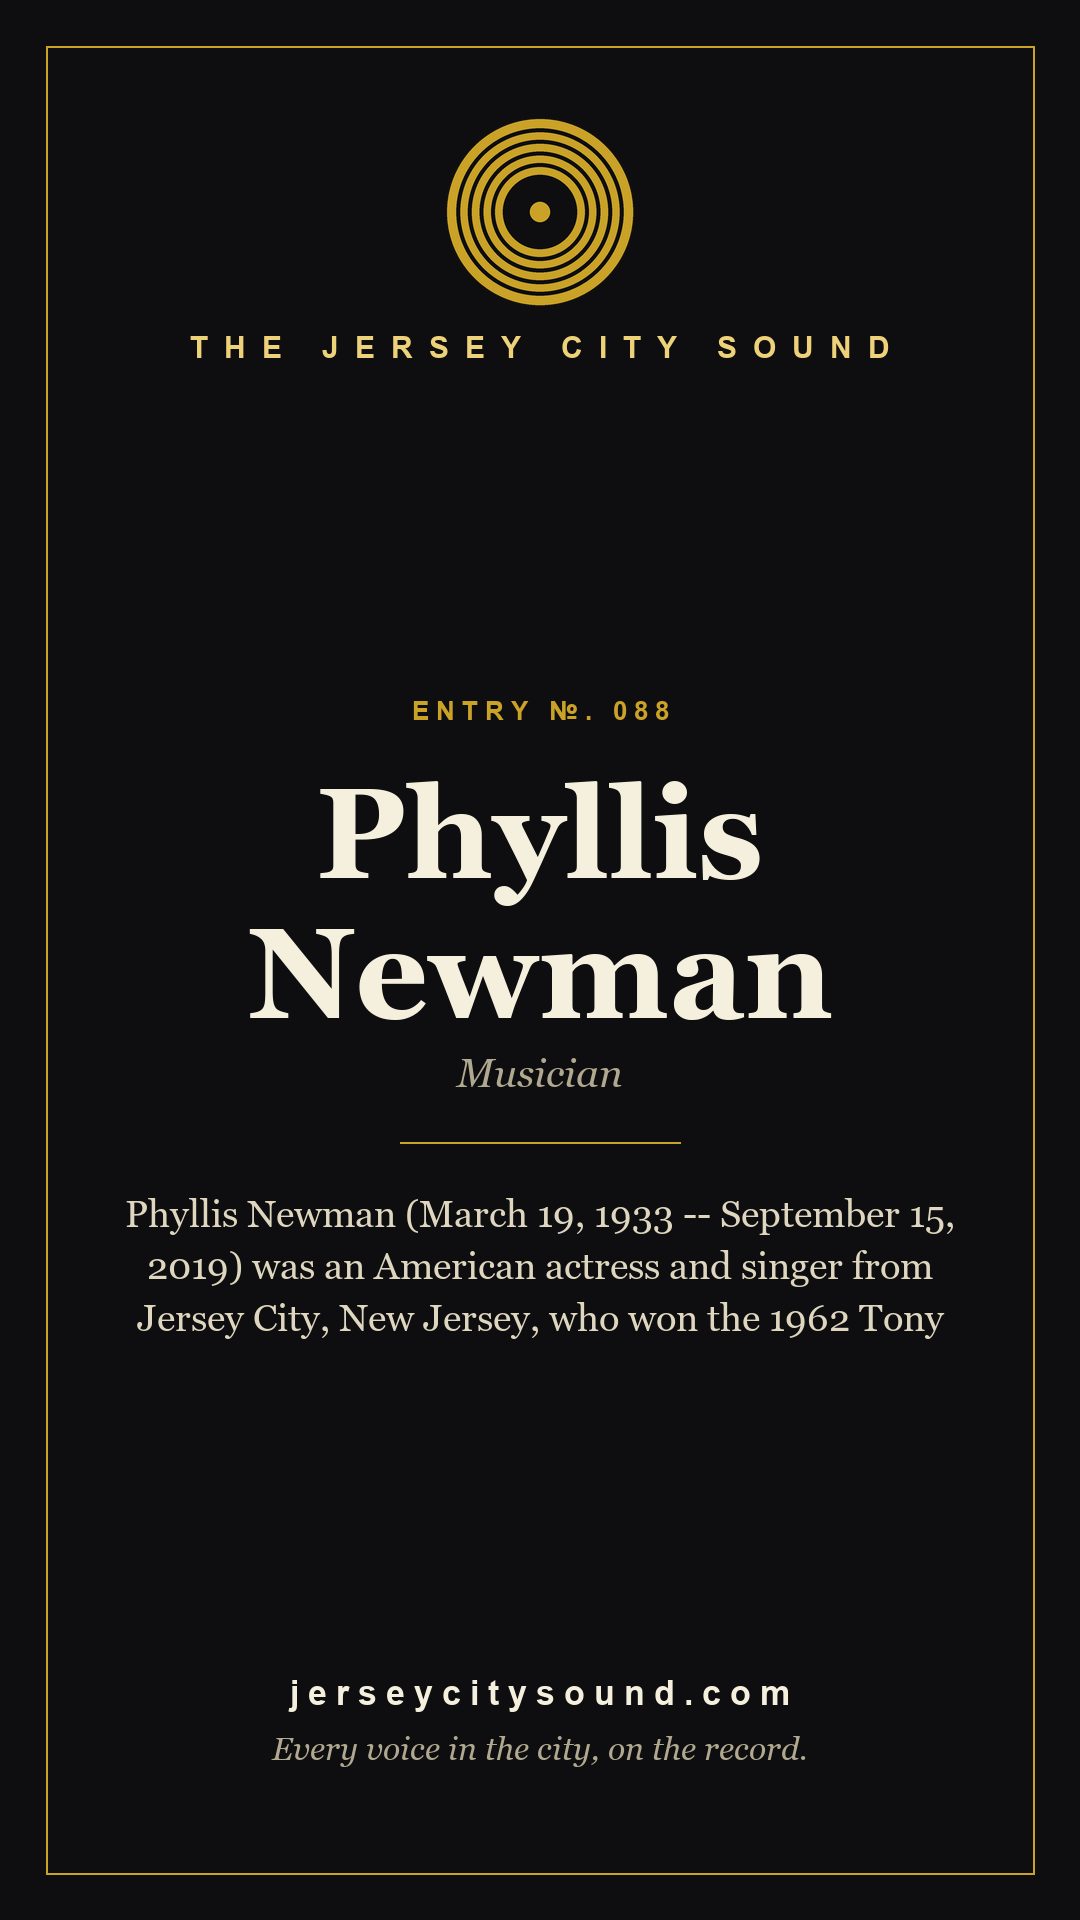 THE JERSEY CITY SOUND
ENTRY №. 088
Phyllis
Newman
Musician
Phyllis Newman (March 19, 1933 -- September 15,
2019) was an American actress and singer from
Jersey City, New Jersey, who won the 1962 Tony
jerseycitysound.com
Every voice in the city, on the record.